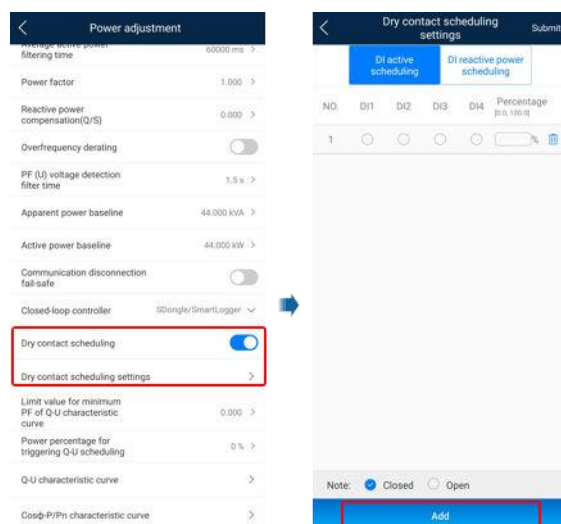 Power adjustment
Average active power
filtering time
60000 ms
Power factor
1.000
Reactive power
compensation(Q/S)
0.000
Overfrequency derating
PF (U) voltage detection
filter time
1.5 s
Apparent power baseline
44.000 kVA
Active power baseline
44.000 kW
Communication disconnection
fail-safe
Closed-loop controller
SDongle/SmartLogger
Dry contact scheduling
Dry contact scheduling settings
Limit value for minimum
PF of Q-U characteristic
curve
0.000
Power percentage for
triggering Q-U scheduling
0 %
Q-U characteristic curve
Cosф-P/Pn characteristic curve
Dry contact scheduling
settings
Submit
DI active
scheduling
DI reactive power
scheduling
NO. DI1 DI2 DI3 DI4 Percentage
[0.0, 100.0]
1 %
Note: Closed Open
Add